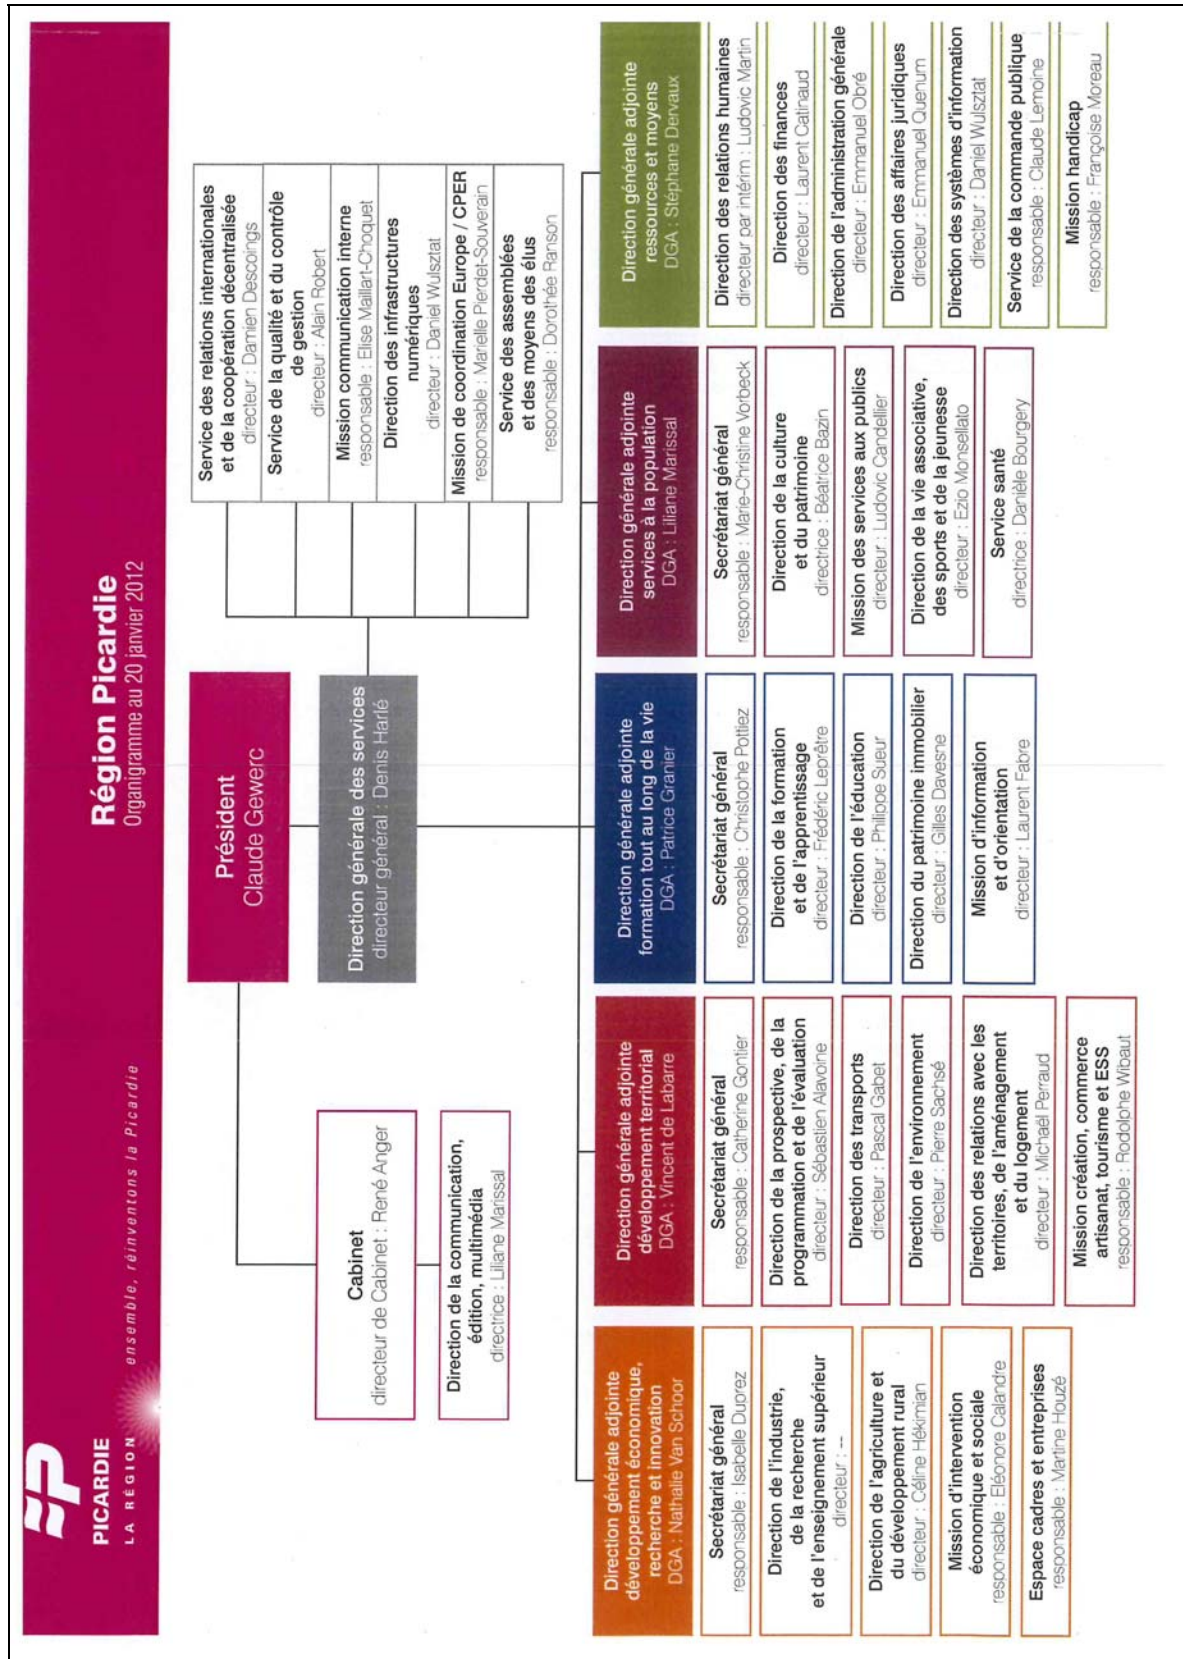 PICARDIE
LA RÉGION
ensemble, réinventons la Picardie
Région Picardie
Organigramme au 20 janvier 2012
Président
Claude Gewerc
Cabinet
directeur de Cabinet : René Anger
Direction de la communication,
édition, multimédia
directrice : Liliane Marissal
Direction générale des services
directeur général : Denis Harlé
Service des relations internationales
et de la coopération décentralisée
directeur : Damien Descoings
Service de la qualité et du contrôle
de gestion
directeur : Alain Robert
Mission communication interne
responsable : Elise Maillart-Choquet
Direction des infrastructures
numériques
directeur : Daniel Wulsztat
Mission de coordination Europe / CPER
responsable : Marielle Pierdet-Souverain
Service des assemblées
et des moyens des élus
responsable : Dorothée Ranson
Direction générale adjointe
développement économique,
recherche et innovation
DGA : Nathalie Van Schoor
Secrétariat général
responsable : Isabelle Duprez
Direction de l'industrie,
de la recherche
et de l'enseignement supérieur
directeur : --
Direction de l'agriculture et
du développement rural
directeur : Céline Hékimian
Mission d'intervention
économique et sociale
responsable : Eléonore Calandre
Espace cadres et entreprises
responsable : Martine Houzé
Direction générale adjointe
développement territorial
DGA : Vincent de Labarre
Secrétariat général
responsable : Catherine Gontier
Direction de la prospective, de la
programmation et de l'évaluation
directeur : Sébastien Alavoine
Direction des transports
directeur : Pascal Gabet
Direction de l'environnement
directeur : Pierre Sachsé
Direction des relations avec les
territoires, de l'aménagement
et du logement
directeur : Michaël Perraud
Mission création, commerce
artisanat, tourisme et ESS
responsable : Rodolphe Wibaut
Direction générale adjointe
formation tout au long de la vie
DGA : Patrice Granier
Secrétariat général
responsable : Christophe Pottiez
Direction de la formation
et de l'apprentissage
directeur : Frédéric Leprêtre
Direction de l'éducation
directeur : Philippe Sueur
Direction du patrimoine immobilier
directeur : Gilles Davesne
Mission d'information
et d'orientation
directeur : Laurent Fabre
Direction générale adjointe
services à la population
DGA : Liliane Marissal
Secrétariat général
responsable : Marie-Christine Vorbeck
Direction de la culture
et du patrimoine
directrice : Béatrice Bazin
Mission des services aux publics
directeur : Ludovic Candellier
Direction de la vie associative,
des sports et de la jeunesse
directeur : Ezio Monsellato
Service santé
directrice : Danièle Bourgery
Direction générale adjointe
ressources et moyens
DGA : Stéphane Dervaux
Direction des relations humaines
directeur par intérim : Ludovic Martin
Direction des finances
directeur : Laurent Catinaud
Direction de l'administration générale
directeur : Emmanuel Obré
Direction des affaires juridiques
directeur : Emmanuel Quenum
Direction des systèmes d'information
directeur : Daniel Wulsztat
Service de la commande publique
responsable : Claude Lemoine
Mission handicap
responsable : Françoise Moreau